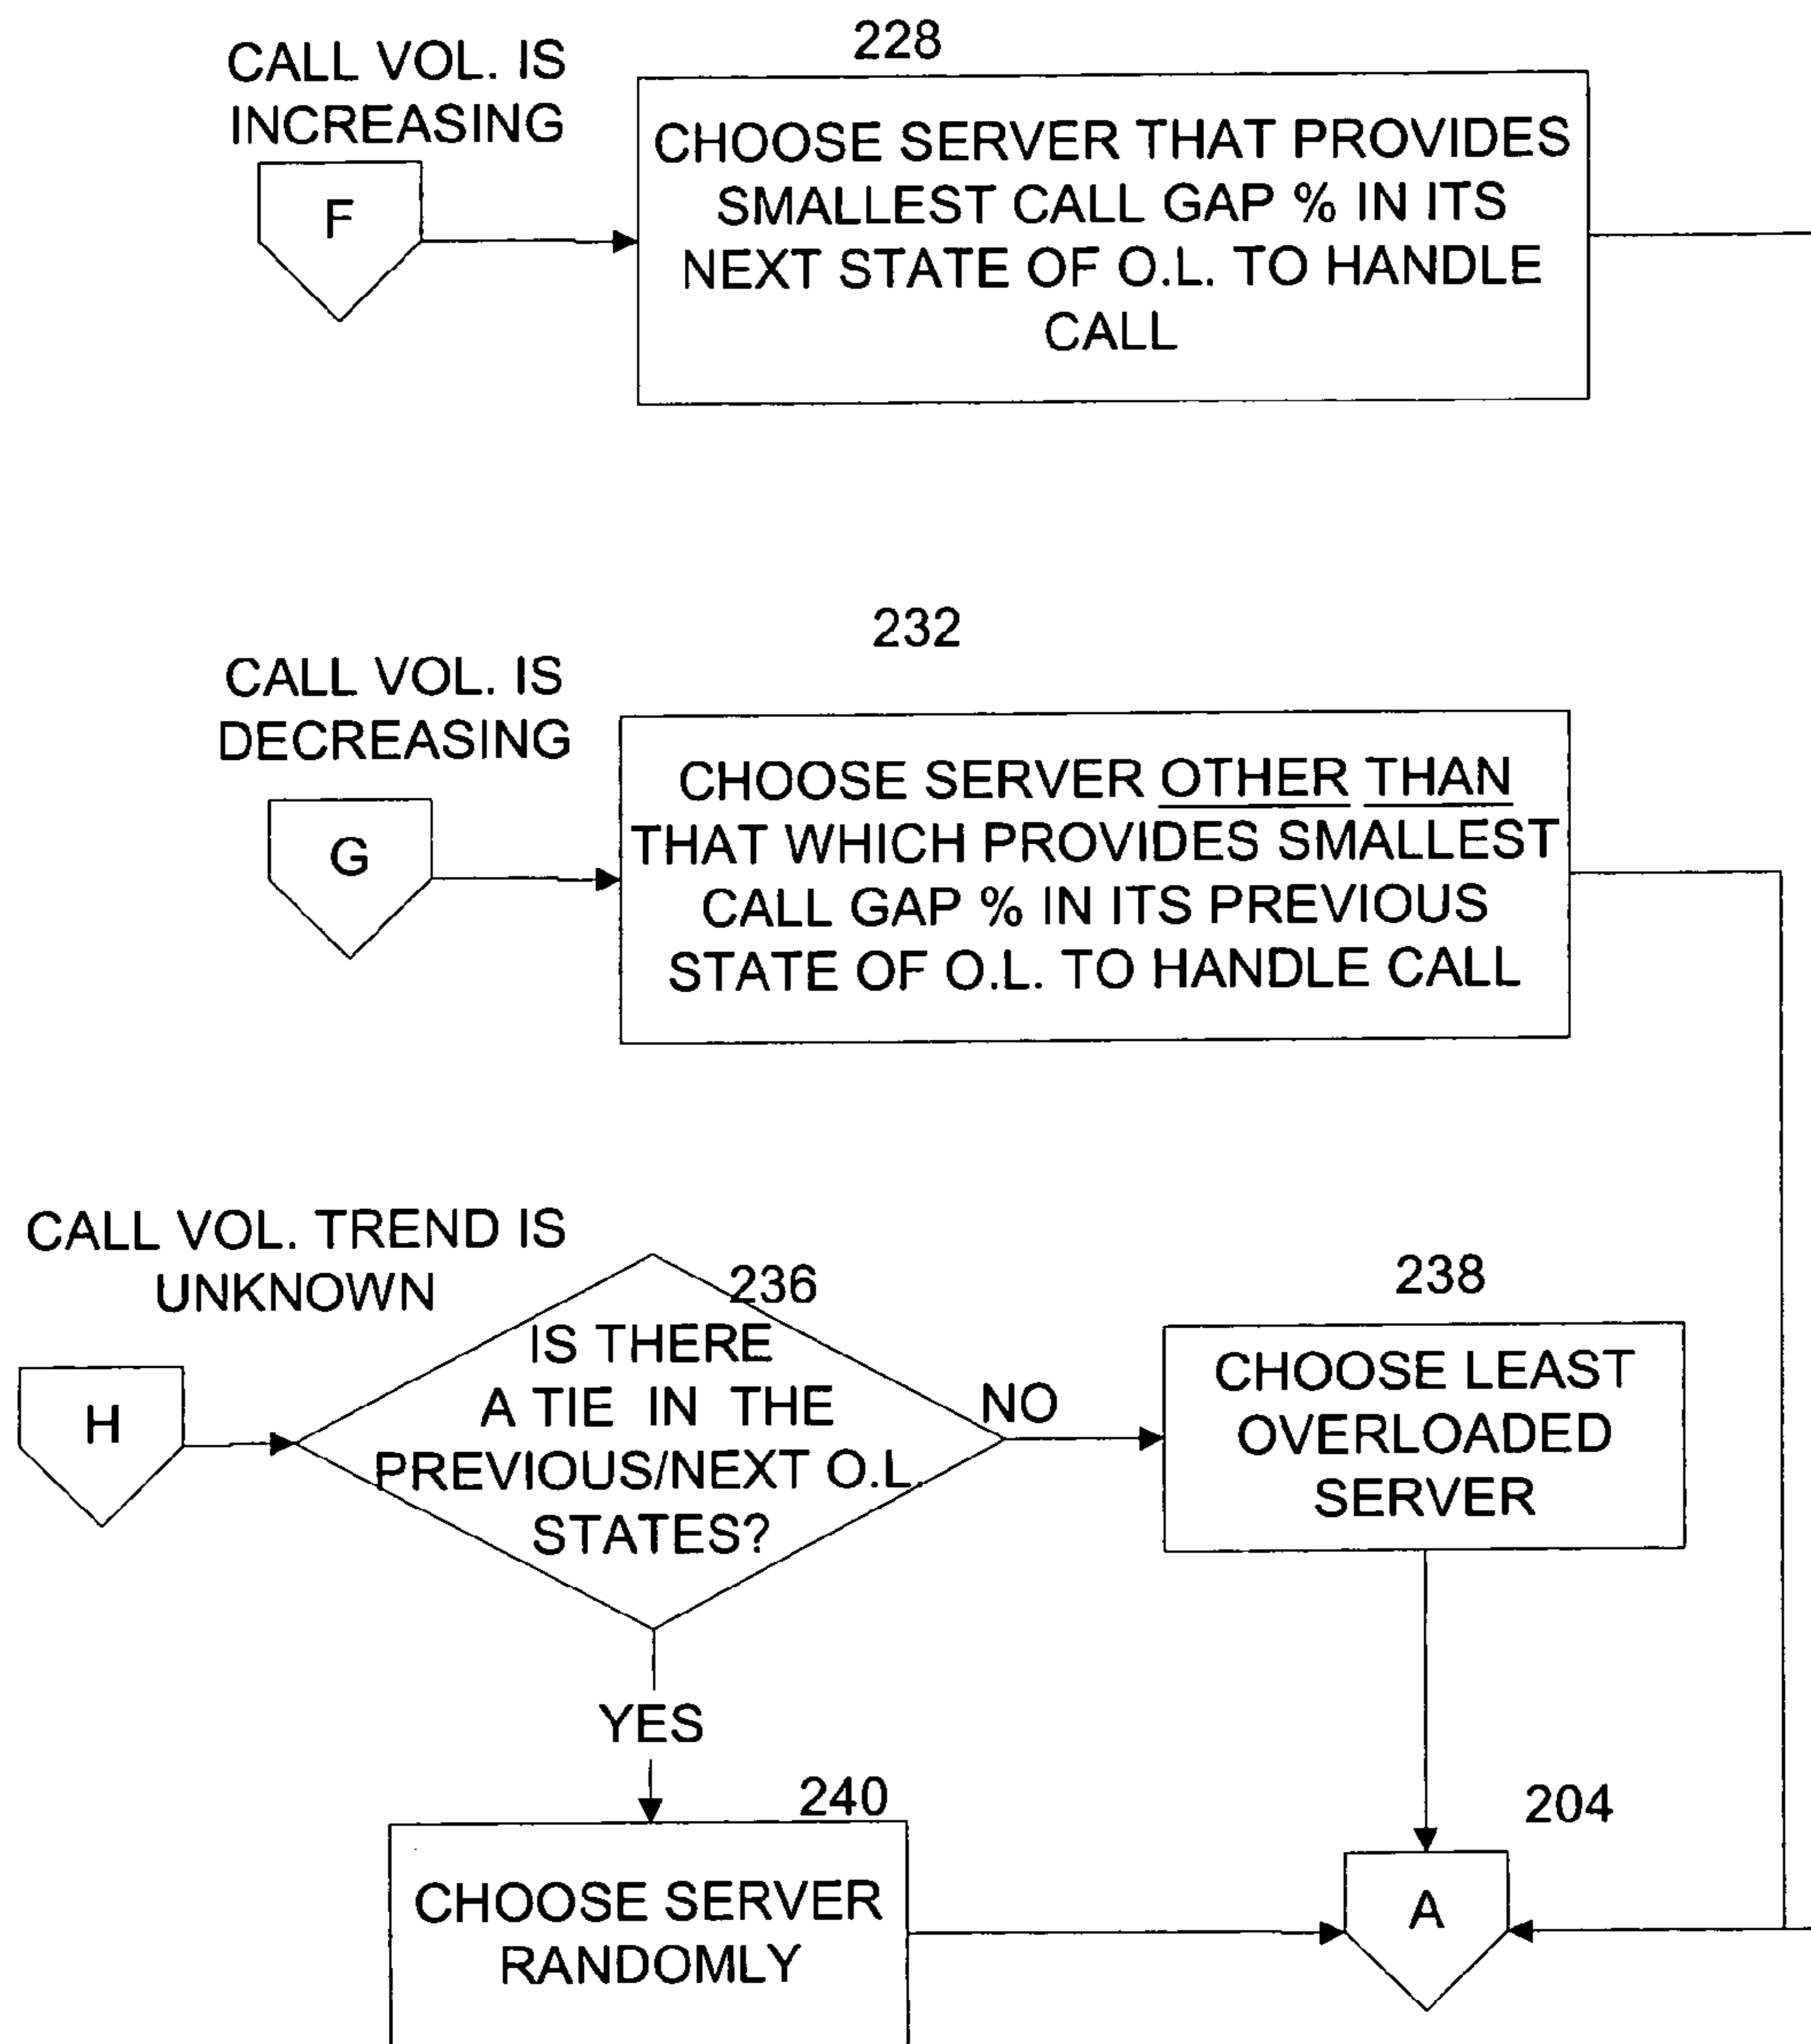 228
CALL VOL. IS
INCREASING
F
CHOOSE SERVER THAT PROVIDES
SMALLEST CALL GAP % IN ITS
NEXT STATE OF O.L. TO HANDLE
CALL
232
CALL VOL. IS
DECREASING
G
CHOOSE SERVER OTHER THAN
THAT WHICH PROVIDES SMALLEST
CALL GAP % IN ITS PREVIOUS
STATE OF O.L. TO HANDLE CALL
CALL VOL. TREND IS
UNKNOWN
H
236
IS THERE
A TIE IN THE
PREVIOUS/NEXT O.L.
STATES?
NO
238
CHOOSE LEAST
OVERLOADED
SERVER
YES
240
CHOOSE SERVER
RANDOMLY
204
A